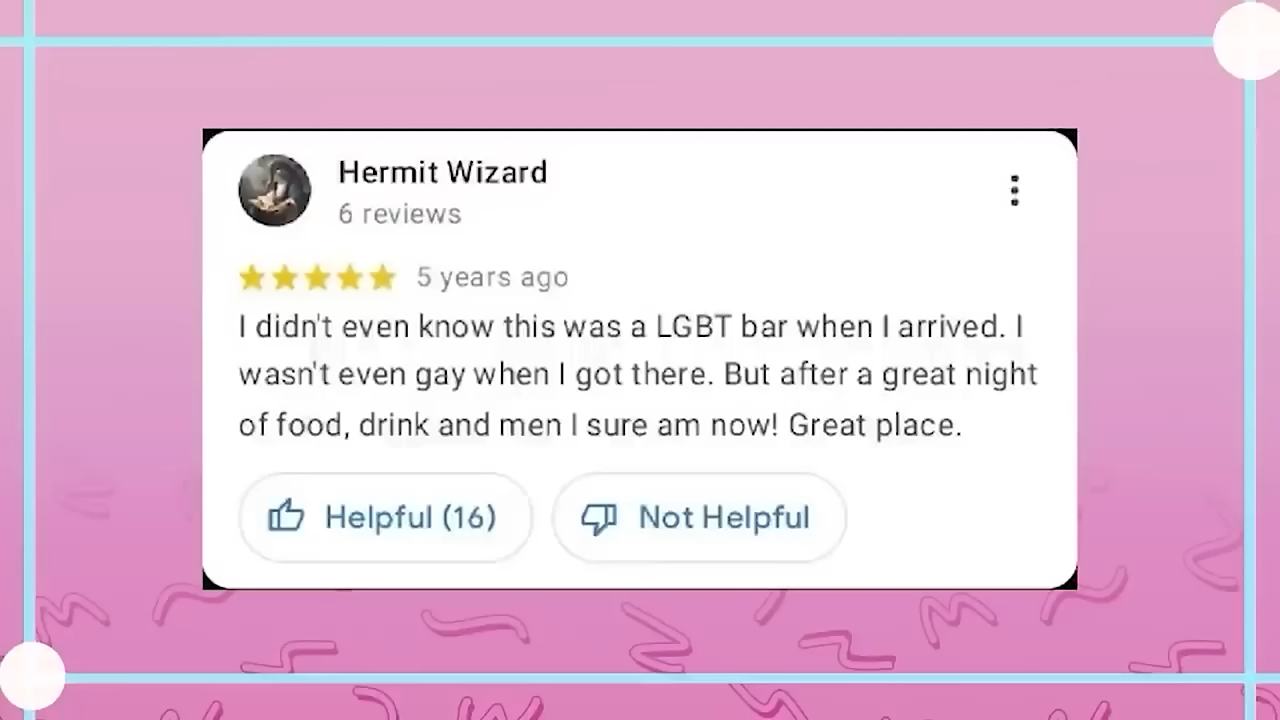 Hermit Wizard
6 reviews
5 years ago
I didn't even know this was a LGBT bar when I arrived. I
wasn't even gay when I got there. But after a great night
of food, drink and men I sure am now! Great place.
Helpful (16)
Not Helpful